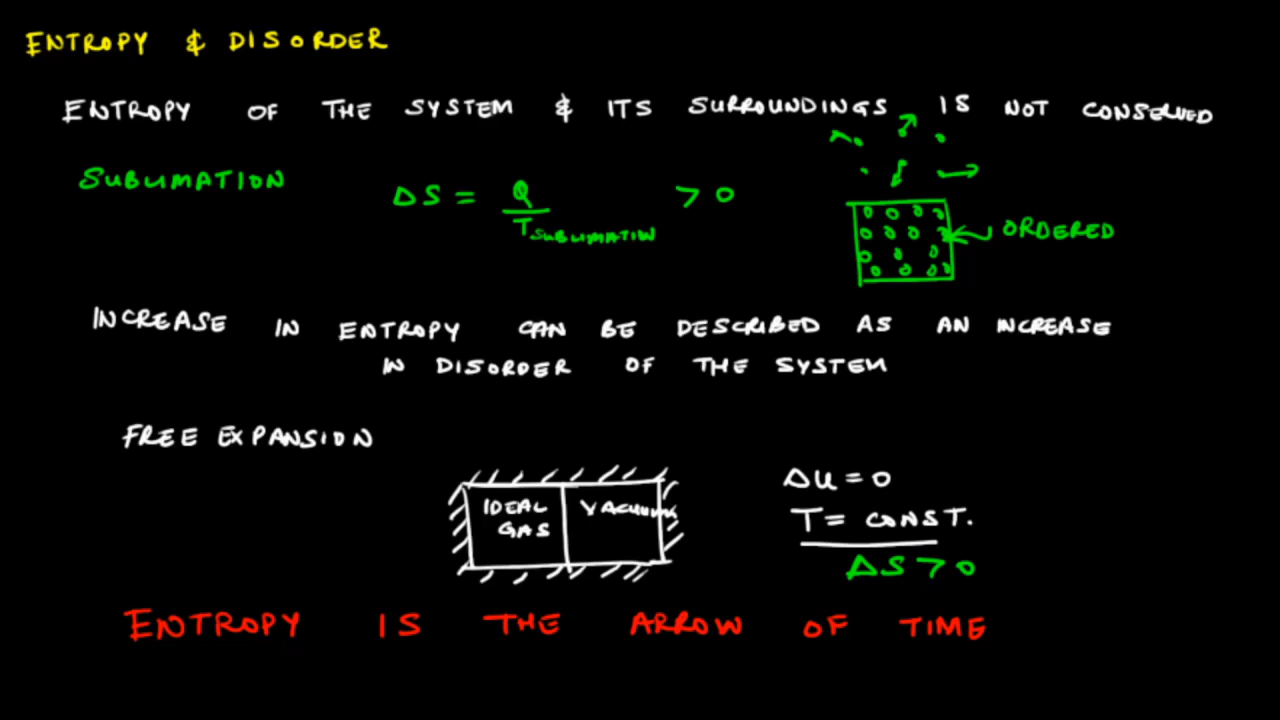 ENTROPY & DISORDER
ENTROPY OF THE SYSTEM & ITS SURROUNDINGS IS NOT CONSERVED
SUBLIMATION
ΔS = Q / T SUBLIMATION > 0
ORDERED
INCREASE IN ENTROPY CAN BE DESCRIBED AS AN INCREASE
IN DISORDER OF THE SYSTEM
FREE EXPANSION
IDEAL GAS
VACUUM
ΔU = 0
T = CONST.
ΔS > 0
ENTROPY IS THE ARROW OF TIME